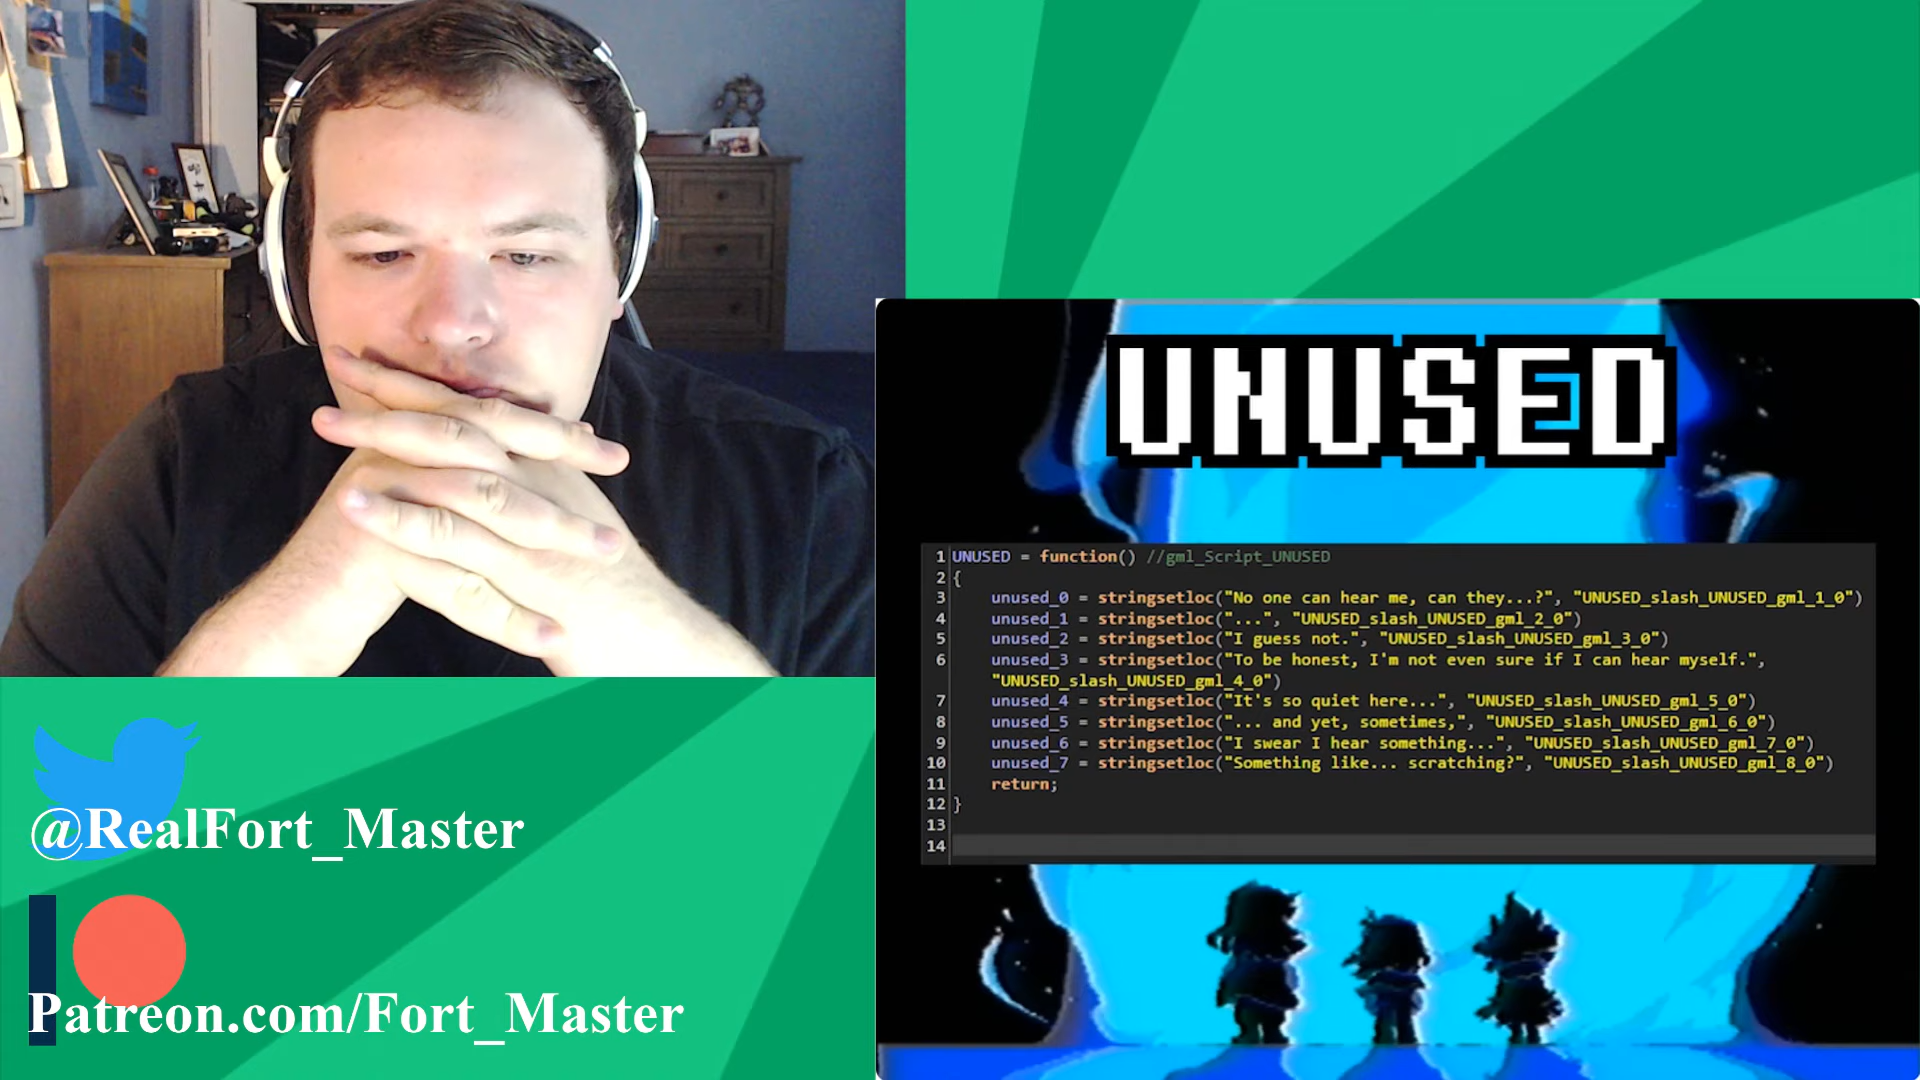 UNUSED
1 UNUSED = function() //gml_Script_UNUSED
2 {
3 unused_0 = stringsetloc("No one can hear me, can they...?", "UNUSED_slash_UNUSED_gml_1_0")
4 unused_1 = stringsetloc("...", "UNUSED_slash_UNUSED_gml_2_0")
5 unused_2 = stringsetloc("I guess not.", "UNUSED_slash_UNUSED_gml_3_0")
6 unused_3 = stringsetloc("To be honest, I'm not even sure if I can hear myself.",
"UNUSED_slash_UNUSED_gml_4_0")
7 unused_4 = stringsetloc("It's so quiet here...", "UNUSED_slash_UNUSED_gml_5_0")
8 unused_5 = stringsetloc("... and yet, sometimes,", "UNUSED_slash_UNUSED_gml_6_0")
9 unused_6 = stringsetloc("I swear I hear something...", "UNUSED_slash_UNUSED_gml_7_0")
10 unused_7 = stringsetloc("Something like... scratching?", "UNUSED_slash_UNUSED_gml_8_0")
11 return;
12 }
13
14
@RealFort_Master
Patreon.com/Fort_Master